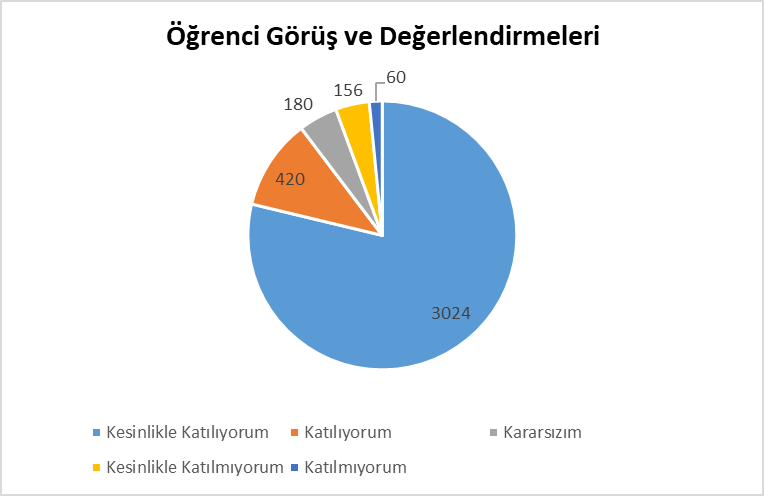 Öğrenci Görüş ve Değerlendirmeleri
60
156
180
420
3024
Kesinlikle Katılıyorum Katılıyorum Kararsızım
Kesinlikle Katılmıyorum Katılmıyorum